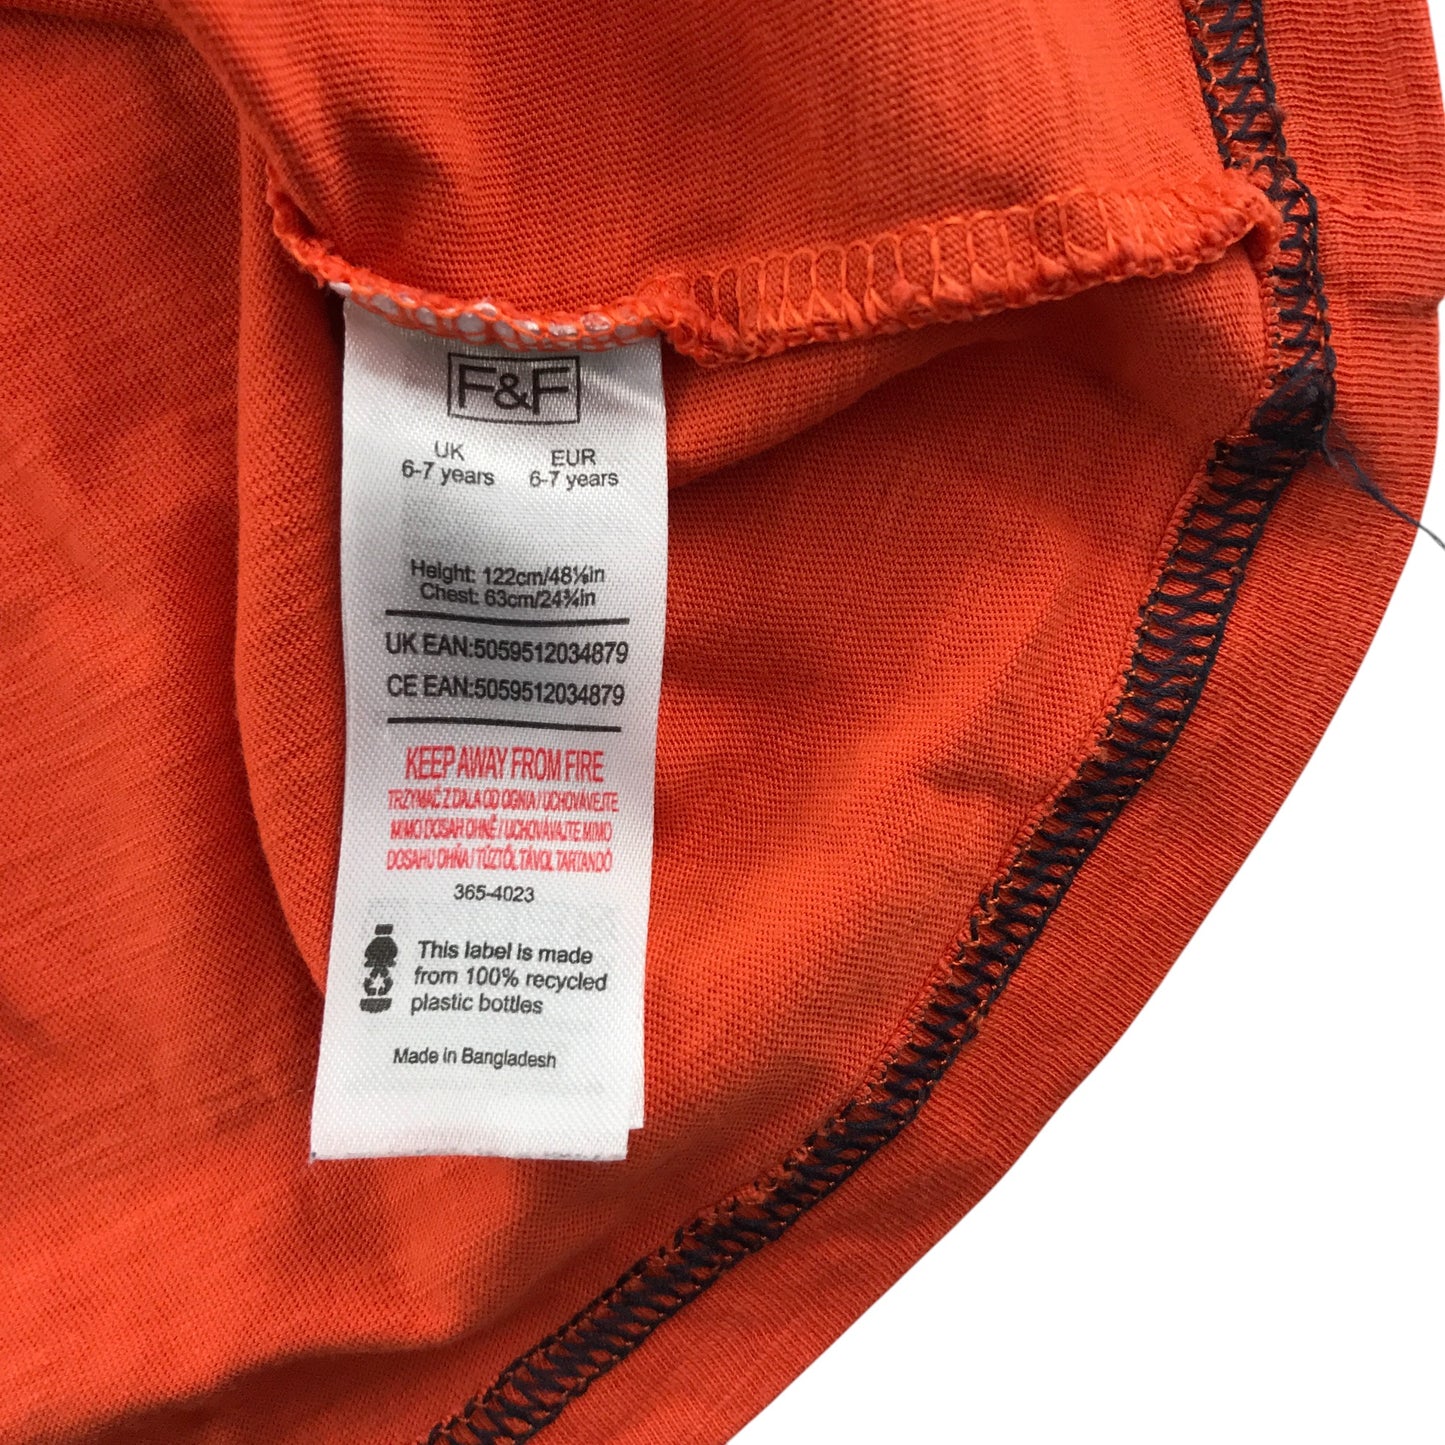 F&F
UK EUR
6-7 years 6-7 years
Height: 122cm/48⅛in
Chest: 63cm/24¾in
UK EAN:5059512034879
CE EAN:5059512034879
KEEP AWAY FROM FIRE
TRZYMAĆ Z DALA OD OGNIA / UCHOVÁVEJTE
MIMO DOSAH OHNĚ / UCHOVÁVAJTE MIMO
DOSAHU OHŇA / TŰZTŐL TÁVOL TARTANDÓ
365-4023
This label is made
from 100% recycled
plastic bottles
Made in Bangladesh